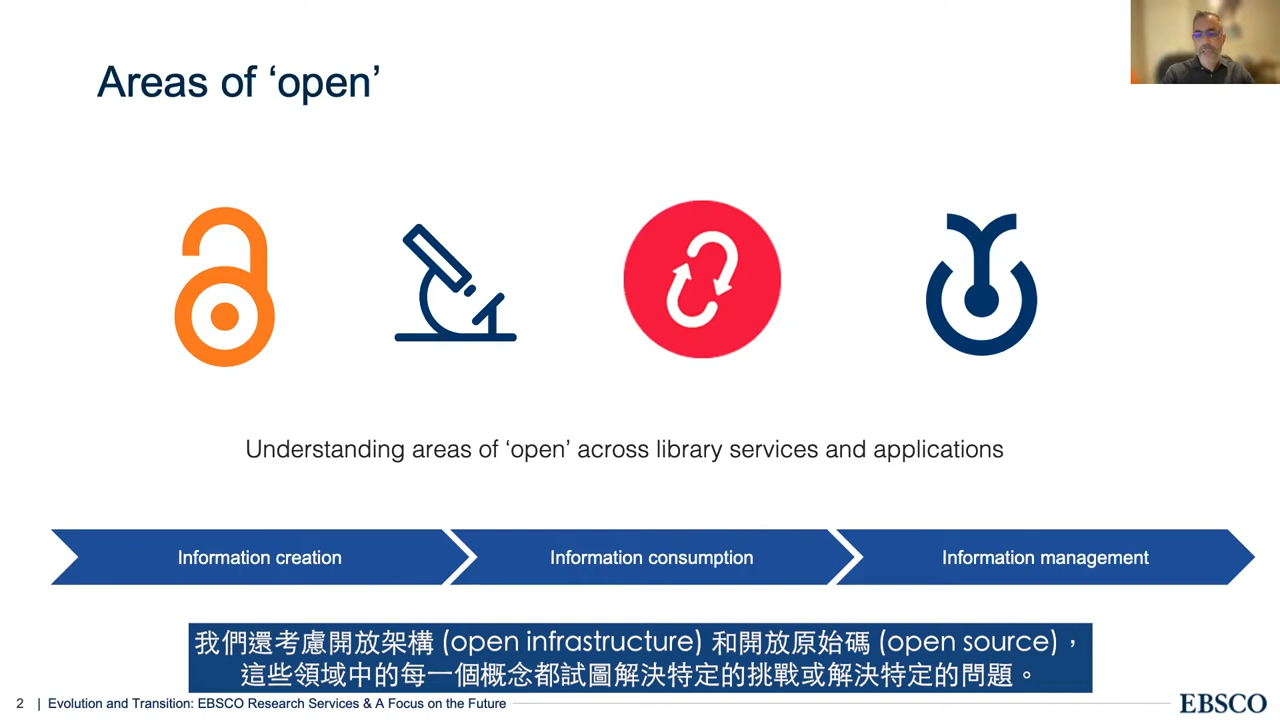 Areas of ‘open’
Understanding areas of ‘open’ across library services and applications
Information creation
Information consumption
Information management
我們還考慮開放架構 (open infrastructure) 和開放原始碼 (open source)，
這些領域中的每一個概念都試圖解決特定的挑戰或解決特定的問題。
2 | Evolution and Transition: EBSCO Research Services & A Focus on the Future
EBSCO